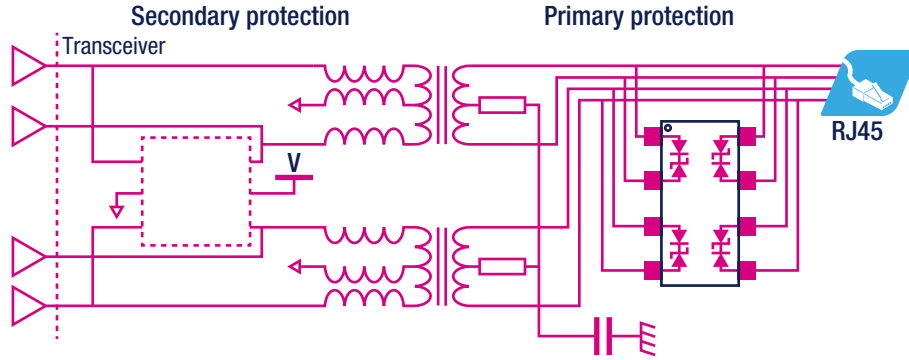 Secondary protection
Primary protection
Transceiver
RJ45
V